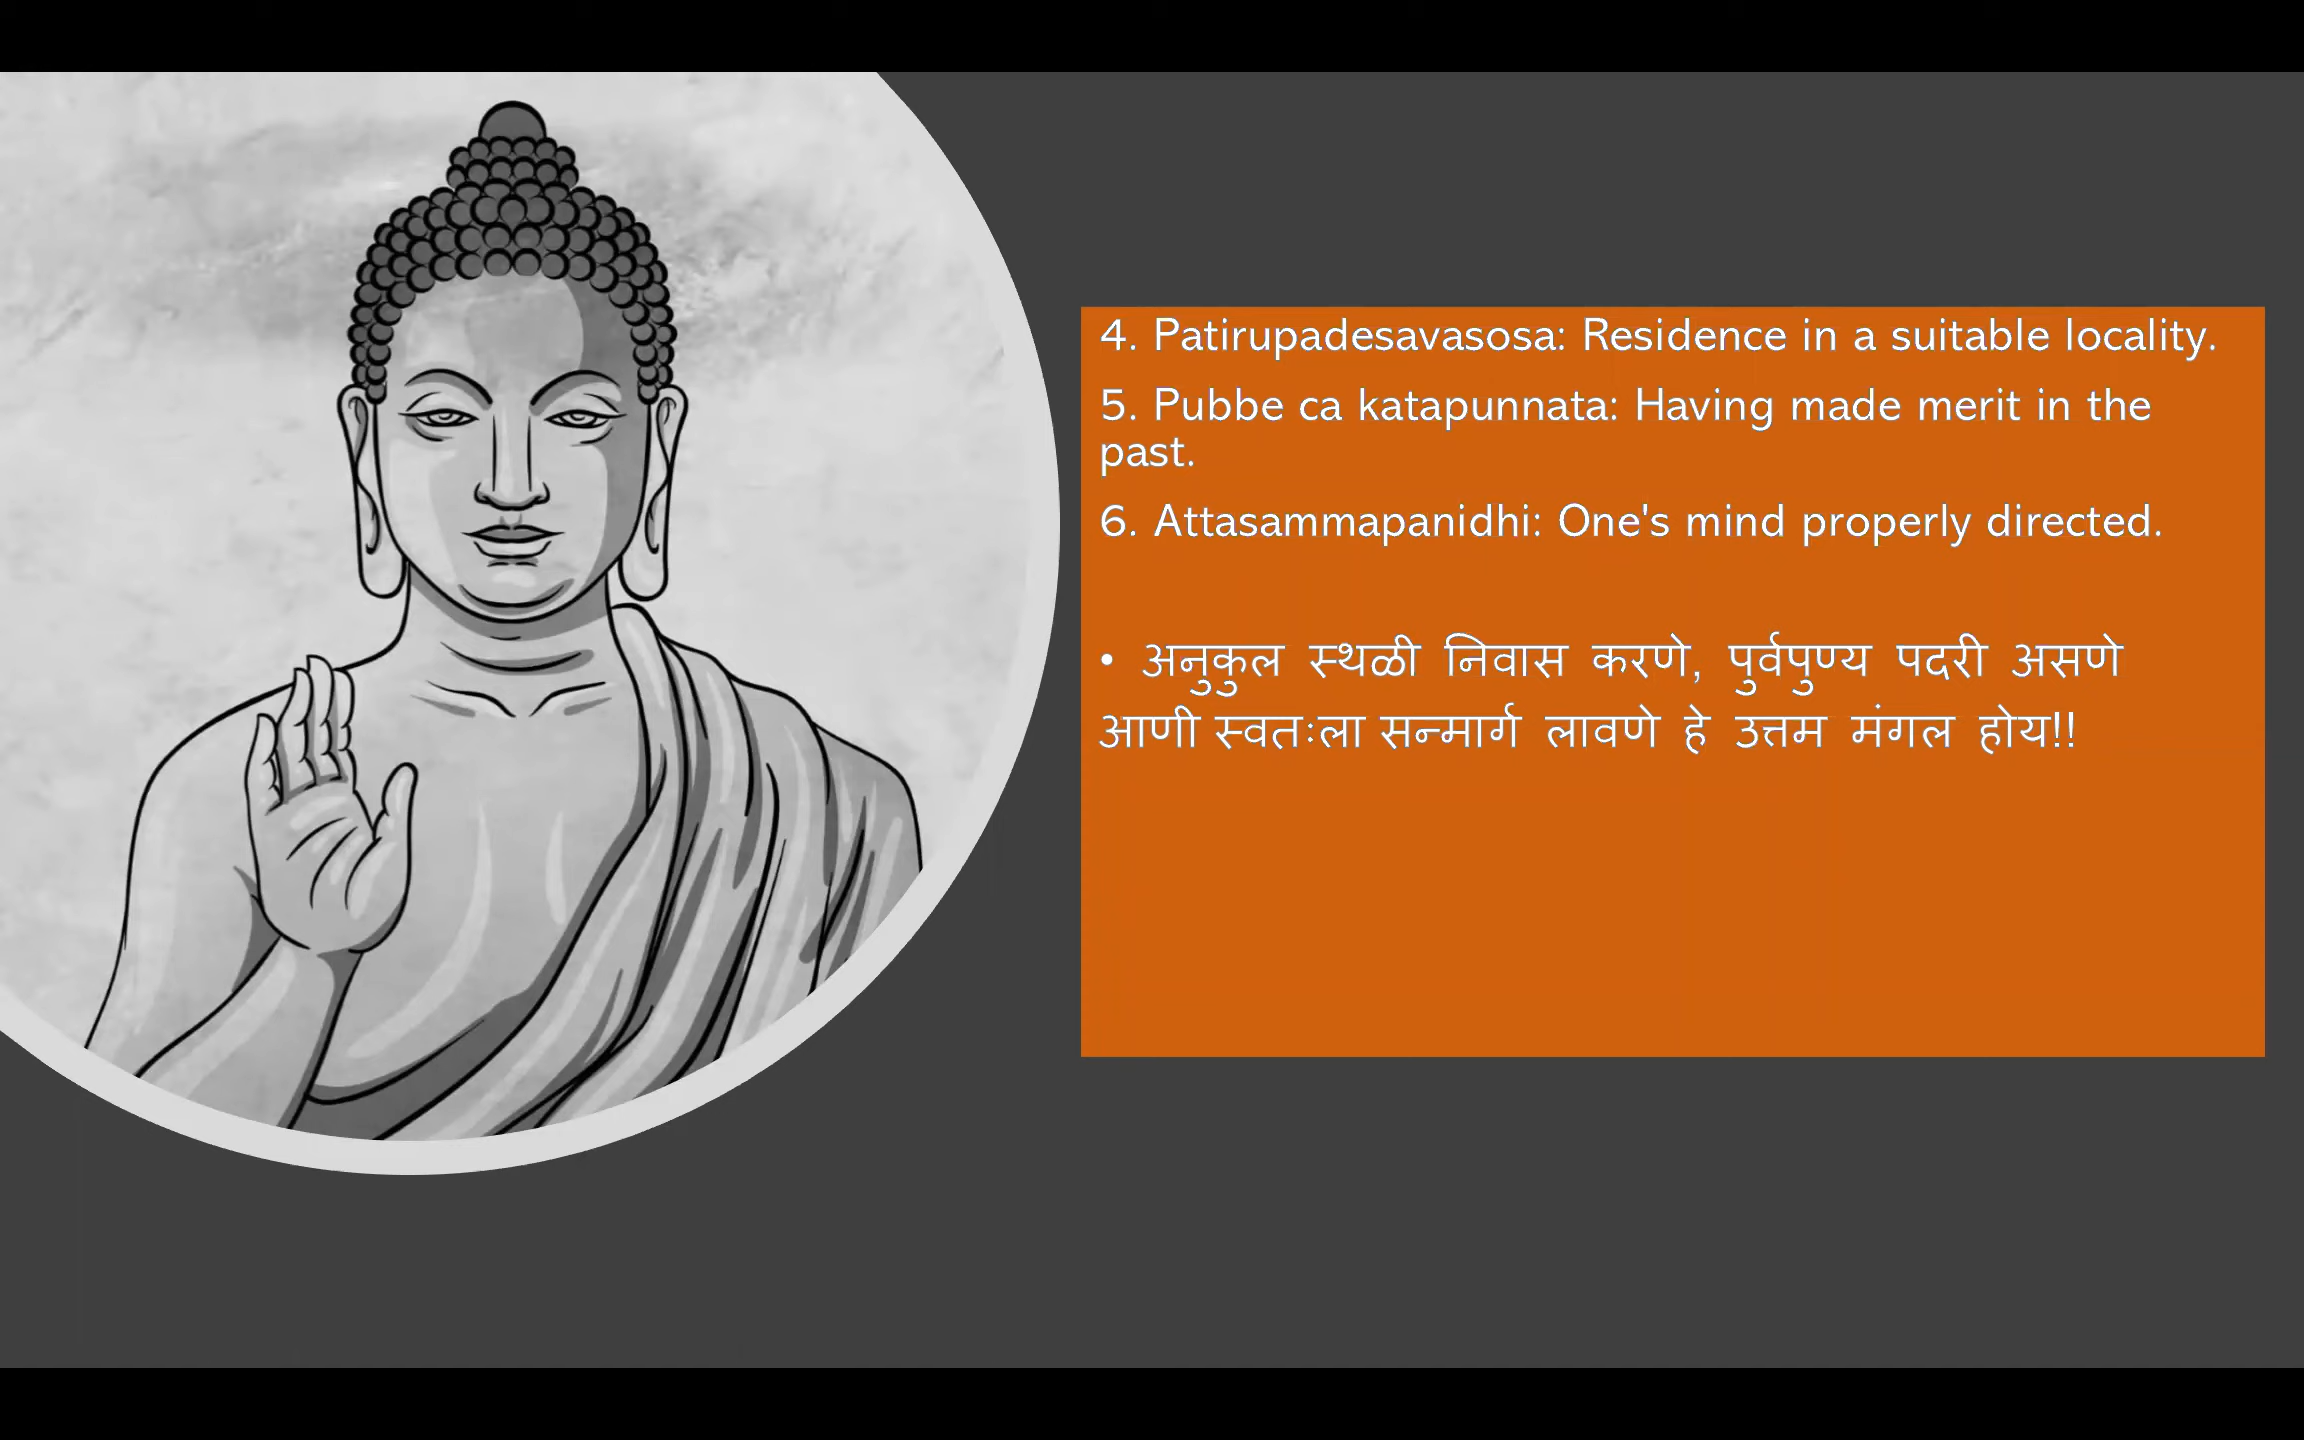 4. Patirupadesavasosa: Residence in a suitable locality.
5. Pubbe ca katapunnata: Having made merit in the
past.
6. Attasammapanidhi: One's mind properly directed.
• अनुकुल स्थळी निवास करणे, पुर्वपुण्य पदरी असणे
आणी स्वतःला सन्मार्ग लावणे हे उत्तम मंगल होय!!